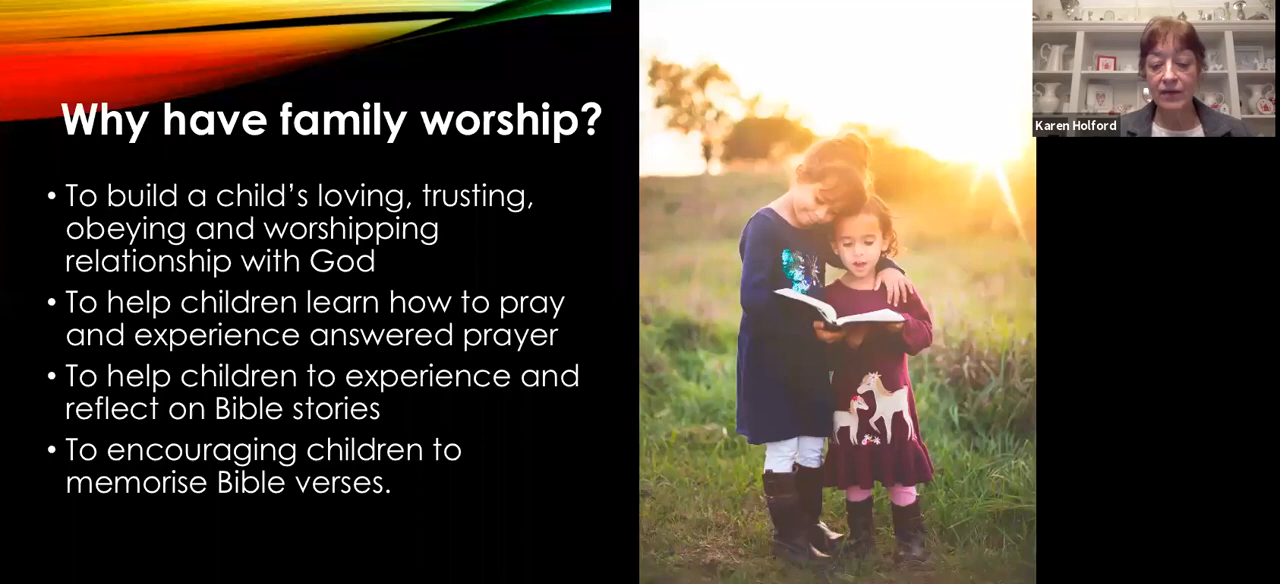 Why have family worship?
• To build a child’s loving, trusting,
obeying and worshipping
relationship with God
• To help children learn how to pray
and experience answered prayer
• To help children to experience and
reflect on Bible stories
• To encouraging children to
memorise Bible verses.
Karen Holford